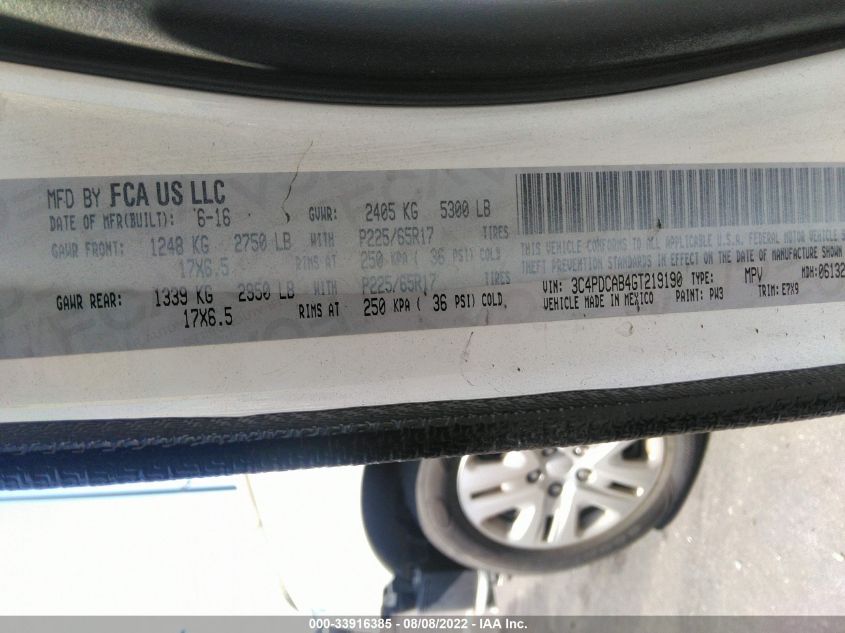 MFD BY FCA US LLC
DATE OF MFR(BUILT): 6-16 GVWR: 2405 KG 5300 LB
GAWR FRONT: 1248 KG 2750 LB WITH P225/65R17 TIRES
17X6.5 RIMS AT 250 KPA ( 36 PSI) COLD
GAWR REAR: 1339 KG 2950 LB WITH P225/65R17 TIRES
17X6.5 RIMS AT 250 KPA ( 36 PSI) COLD,
THIS VEHICLE CONFORMS TO ALL APPLICABLE U.S.A. FEDERAL MOTOR VEHICLE
THEFT PREVENTION STANDARDS IN EFFECT ON THE DATE OF MANUFACTURE SHOWN
VIN: 3C4PDCAB4GT219190 TYPE: MPV MDH: 06132
VEHICLE MADE IN MEXICO PAINT: PW3 TRIM: E7X9
000-33916385 - 08/08/2022 - IAA Inc.